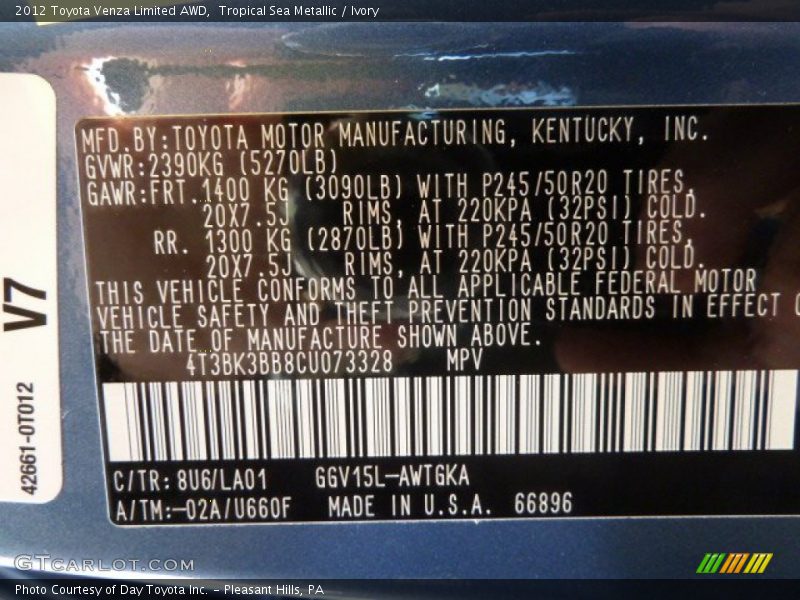 2012 Toyota Venza Limited AWD,  Tropical Sea Metallic / Ivory
MFD.BY:TOYOTA MOTOR MANUFACTURING, KENTUCKY, INC.
GVWR:2390KG (5270LB)
GAWR:FRT.1400 KG (3090LB) WITH P245/50R20 TIRES,
20X7.5J RIMS, AT 220KPA (32PSI) COLD.
RR. 1300 KG (2870LB) WITH P245/50R20 TIRES,
20X7.5J RIMS, AT 220KPA (32PSI) COLD.
THIS VEHICLE CONFORMS TO ALL APPLICABLE FEDERAL MOTOR
VEHICLE SAFETY AND THEFT PREVENTION STANDARDS IN EFFECT
THE DATE OF MANUFACTURE SHOWN ABOVE.
4T3BK3BB8CU073328 MPV
C/TR: 8U6/LA01 GGV15L-AWTGKA
A/TM:-02A/U660F MADE IN U.S.A. 66896
V7
42661-0T012
GTCARLOT.COM
Photo Courtesy of Day Toyota Inc. - Pleasant Hills, PA